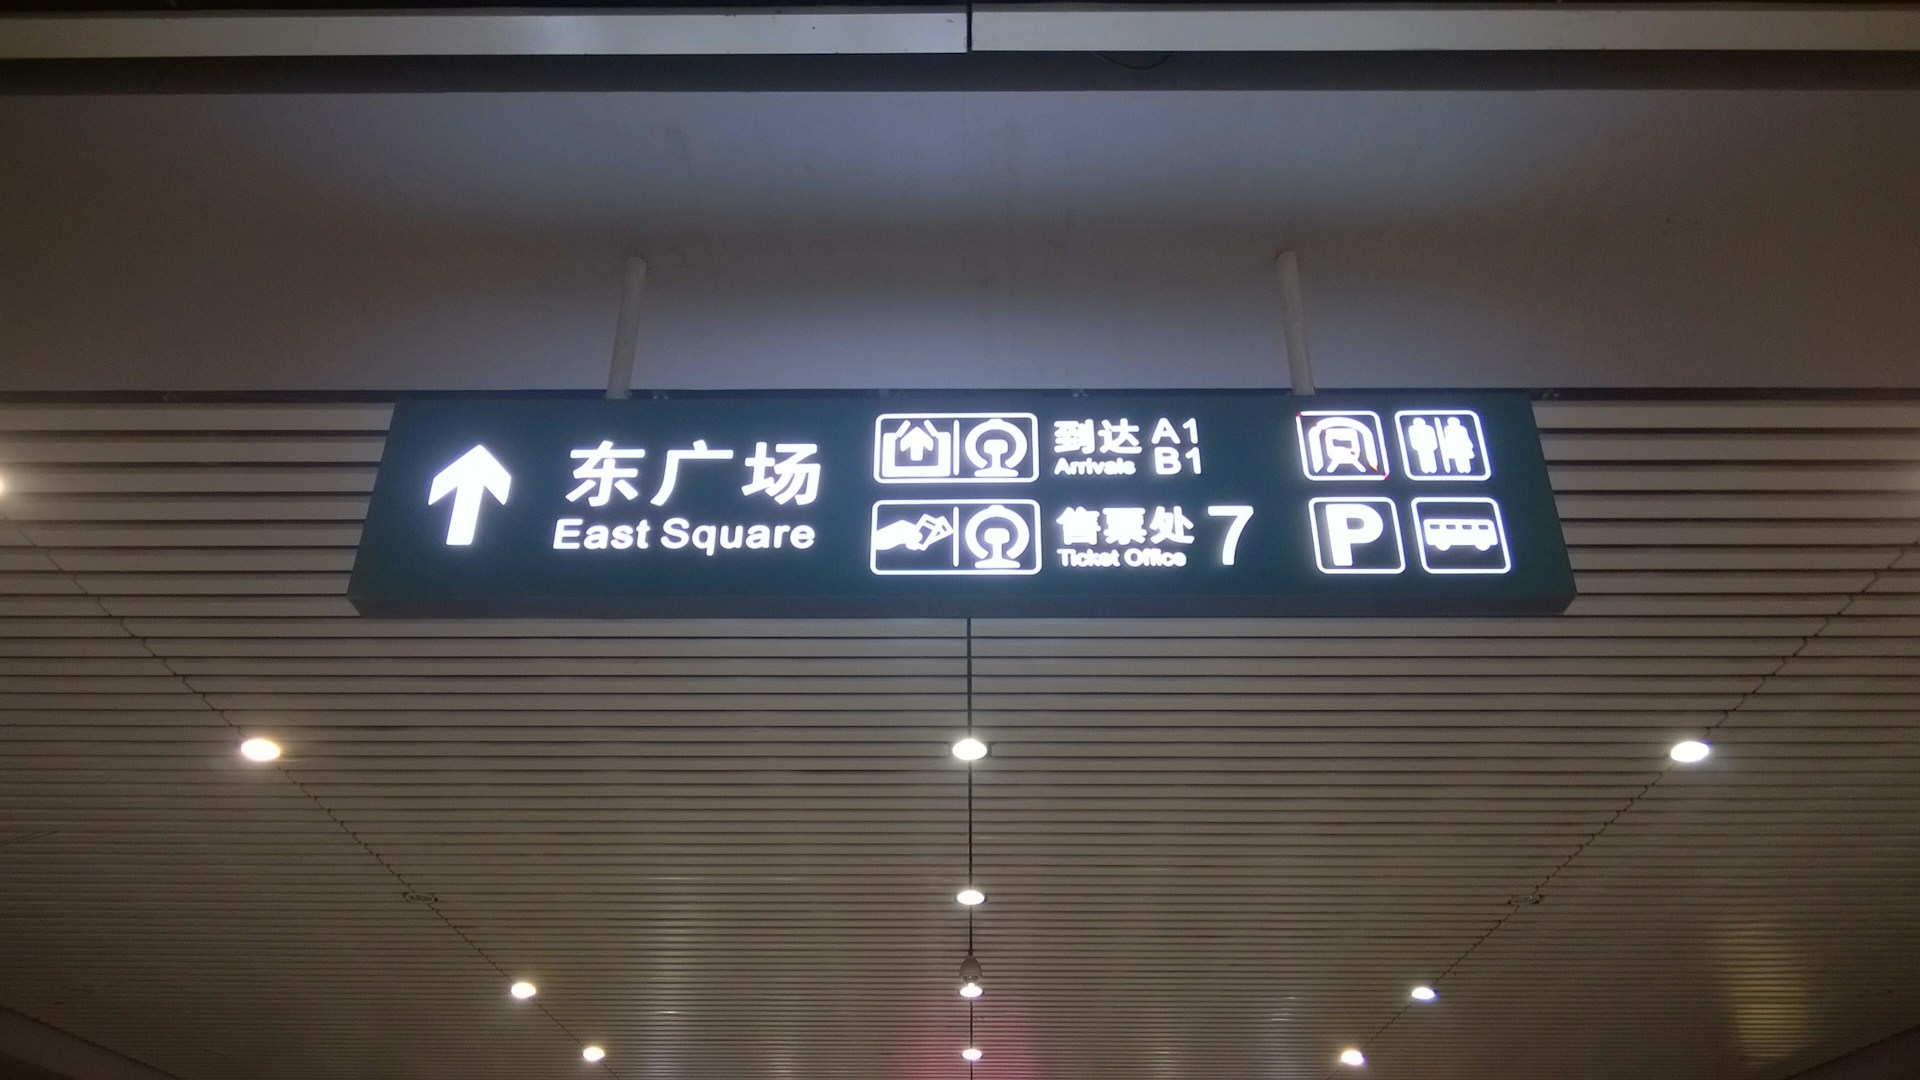 东广场
East Square
到达 A1
Arrivals B1
售票处 7
Ticket Office
P